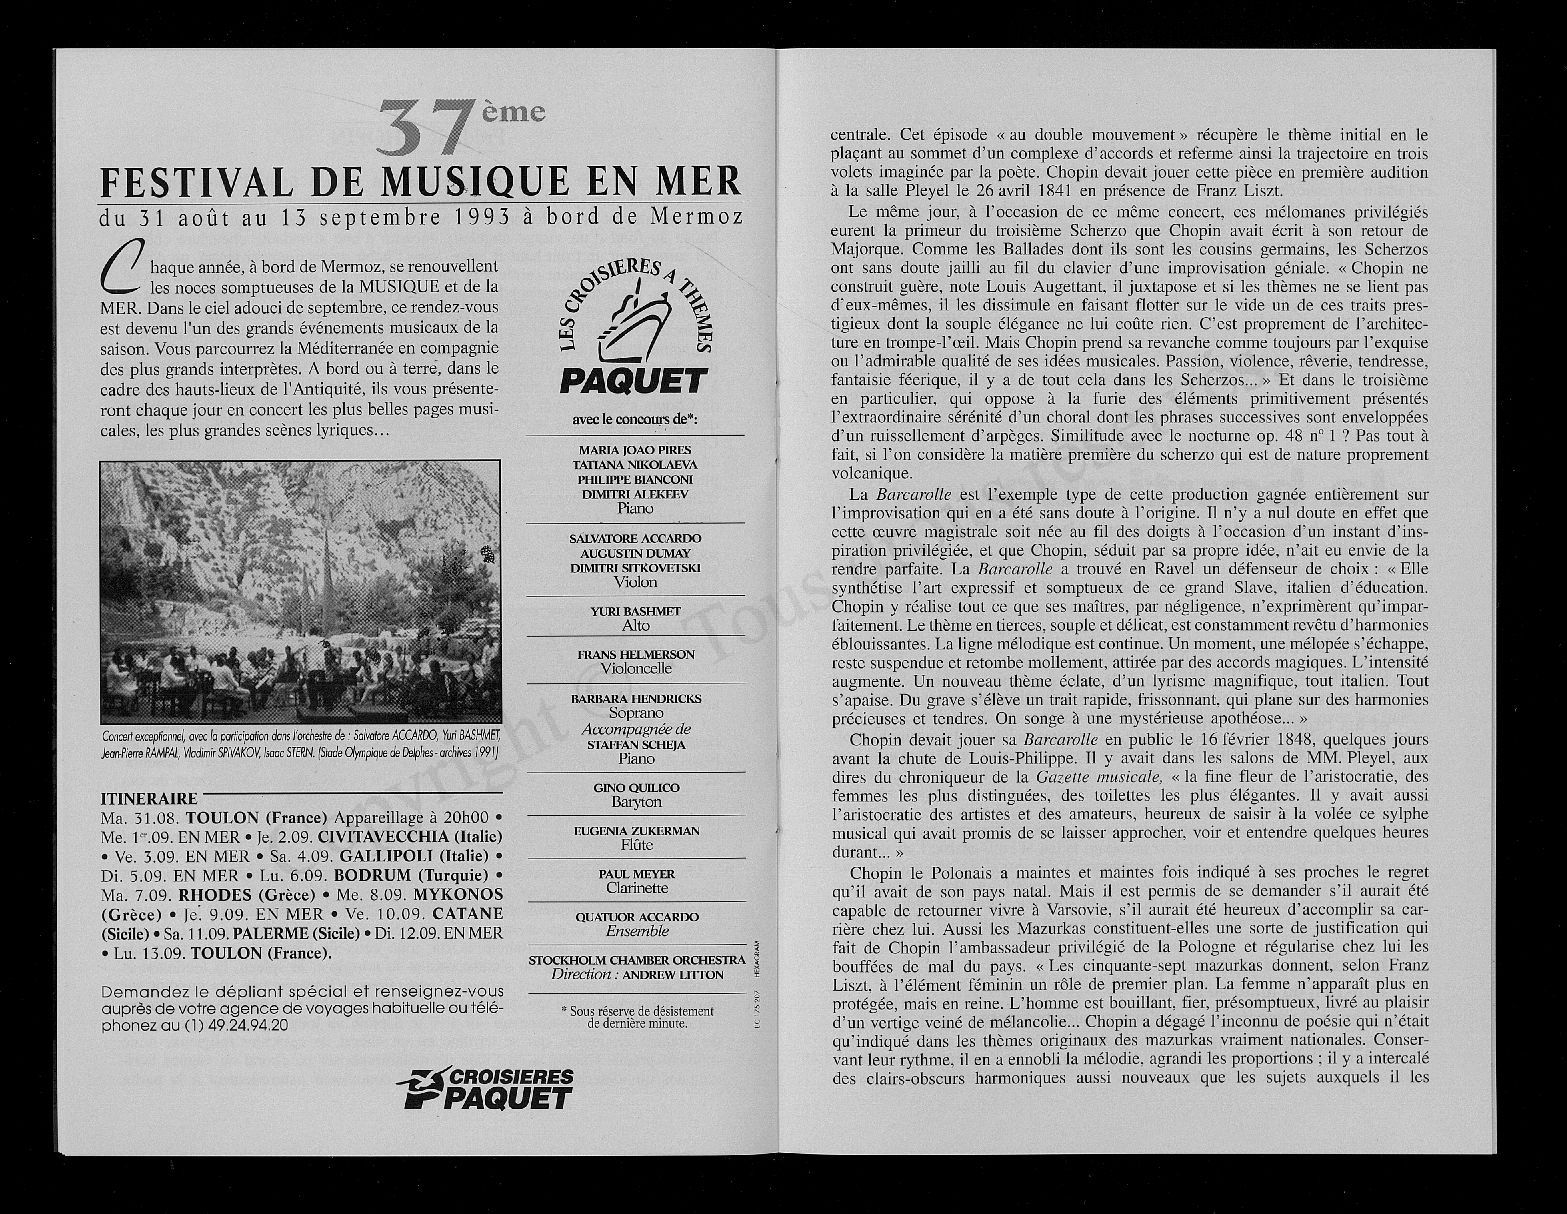 37ème
FESTIVAL DE MUSIQUE EN MER
du 31 août au 13 septembre 1993 à bord de Mermoz
Chaque année, à bord de Mermoz, se renouvellent
les noces somptueuses de la MUSIQUE et de la
MER. Dans le ciel adouci de septembre, ce rendez-vous
est devenu l'un des grands événements musicaux de la
saison. Vous parcourrez la Méditerranée en compagnie
des plus grands interprètes. A bord ou à terre, dans le
cadre des hauts-lieux de l'Antiquité, ils vous présente-
ront chaque jour en concert les plus belles pages musi-
cales, les plus grandes scènes lyriques...
Concert exceptionnel, avec la participation dans l'orchestre de : Salvatore ACCARDO, Yuri BASHMET,
Jean-Pierre RAMPAL, Vladimir SPIVAKOV, Isaac STERN. (Stade Olympique de Delphes - archives 1991)
ITINERAIRE
Ma. 31.08. TOULON (France) Appareillage à 20h00 •
Me. 1er.09. EN MER • Je. 2.09. CIVITAVECCHIA (Italie)
• Ve. 3.09. EN MER • Sa. 4.09. GALLIPOLI (Italie) •
Di. 5.09. EN MER • Lu. 6.09. BODRUM (Turquie) •
Ma. 7.09. RHODES (Grèce) • Me. 8.09. MYKONOS
(Grèce) • Je. 9.09. EN MER • Ve. 10.09. CATANE
(Sicile) • Sa. 11.09. PALERME (Sicile) • Di. 12.09. EN MER
• Lu. 13.09. TOULON (France).
Demandez le dépliant spécial et renseignez-vous
auprès de votre agence de voyages habituelle ou télé-
phonez au (1) 49.24.94.20
LES CROISIERES A THEMES
PAQUET
avec le concours de*:
MARIA JOAO PIRES
TATIANA NIKOLAEVA
PHILIPPE BIANCONI
DIMITRI ALEKEEV
Piano
SALVATORE ACCARDO
AUGUSTIN DUMAY
DIMITRI SITKOVETSKI
Violon
YURI BASHMET
Alto
FRANS HELMERSON
Violoncelle
BARBARA HENDRICKS
Soprano
Accompagnée de
STAFFAN SCHEJA
Piano
GINO QUILICO
Baryton
EUGENIA ZUKERMAN
Flûte
PAUL MEYER
Clarinette
QUATUOR ACCARDO
Ensemble
STOCKHOLM CHAMBER ORCHESTRA
Direction : ANDREW LITTON
* Sous réserve de désistement
de dernière minute.
HEXAGRAM
CROISIERES
PAQUET
centrale. Cet épisode « au double mouvement » récupère le thème initial en le
plaçant au sommet d'un complexe d'accords et referme ainsi la trajectoire en trois
volets imaginée par la poète. Chopin devait jouer cette pièce en première audition
à la salle Pleyel le 26 avril 1841 en présence de Franz Liszt.
Le même jour, à l'occasion de ce même concert, ces mélomanes privilégiés
eurent la primeur du troisième Scherzo que Chopin avait écrit à son retour de
Majorque. Comme les Ballades dont ils sont les cousins germains, les Scherzos
ont sans doute jailli au fil du clavier d'une improvisation géniale. « Chopin ne
construit guère, note Louis Augettant, il juxtapose et si les thèmes ne se lient pas
d'eux-mêmes, il les dissimule en faisant flotter sur le vide un de ces traits pres-
tigieux dont la souple élégance ne lui coûte rien. C'est proprement de l'architec-
ture en trompe-l'œil. Mais Chopin prend sa revanche comme toujours par l'exquise
ou l'admirable qualité de ses idées musicales. Passion, violence, rêverie, tendresse,
fantaisie féerique, il y a de tout cela dans les Scherzos... » Et dans le troisième
en particulier, qui oppose à la furie des éléments primitivement présentés
l'extraordinaire sérénité d'un choral dont les phrases successives sont enveloppées
d'un ruissellement d'arpèges. Similitude avec le nocturne op. 48 n° 1 ? Pas tout à
fait, si l'on considère la matière première du scherzo qui est de nature proprement
volcanique.
La Barcarolle est l'exemple type de cette production gagnée entièrement sur
l'improvisation qui en a été sans doute à l'origine. Il n'y a nul doute en effet que
cette œuvre magistrale soit née au fil des doigts à l'occasion d'un instant d'ins-
piration privilégiée, et que Chopin, séduit par sa propre idée, n'ait eu envie de la
rendre parfaite. La Barcarolle a trouvé en Ravel un défenseur de choix : « Elle
synthétise l'art expressif et somptueux de ce grand Slave, italien d'éducation.
Chopin y réalise tout ce que ses maîtres, par négligence, n'exprimèrent qu'impar-
faitement. Le thème en tierces, souple et délicat, est constamment revêtu d'harmonies
éblouissantes. La ligne mélodique est continue. Un moment, une mélopée s'échappe,
reste suspendue et retombe mollement, attirée par des accords magiques. L'intensité
augmente. Un nouveau thème éclate, d'un lyrisme magnifique, tout italien. Tout
s'apaise. Du grave s'élève un trait rapide, frissonnant, qui plane sur des harmonies
précieuses et tendres. On songe à une mystérieuse apothéose... »
Chopin devait jouer sa Barcarolle en public le 16 février 1848, quelques jours
avant la chute de Louis-Philippe. Il y avait dans les salons de MM. Pleyel, aux
dires du chroniqueur de la Gazette musicale, « la fine fleur de l'aristocratie, des
femmes les plus distinguées, des toilettes les plus élégantes. Il y avait aussi
l'aristocratie des artistes et des amateurs, heureux de saisir à la volée ce sylphe
musical qui avait promis de se laisser approcher, voir et entendre quelques heures
durant... »
Chopin le Polonais a maintes et maintes fois indiqué à ses proches le regret
qu'il avait de son pays natal. Mais il est permis de se demander s'il aurait été
capable de retourner vivre à Varsovie, s'il aurait été heureux d'accomplir sa car-
rière chez lui. Aussi les Mazurkas constituent-elles une sorte de justification qui
fait de Chopin l'ambassadeur privilégié de la Pologne et régularise chez lui les
bouffées de mal du pays. « Les cinquante-sept mazurkas donnent, selon Franz
Liszt, à l'élément féminin un rôle de premier plan. La femme n'apparaît plus en
protégée, mais en reine. L'homme est bouillant, fier, présomptueux, livré au plaisir
d'un vertige veiné de mélancolie... Chopin a dégagé l'inconnu de poésie qui n'était
qu'indiqué dans les thèmes originaux des mazurkas vraiment nationales. Conser-
vant leur rythme, il en a ennobli la mélodie, agrandi les proportions ; il y a intercalé
des clairs-obscurs harmoniques aussi nouveaux que les sujets auxquels il les